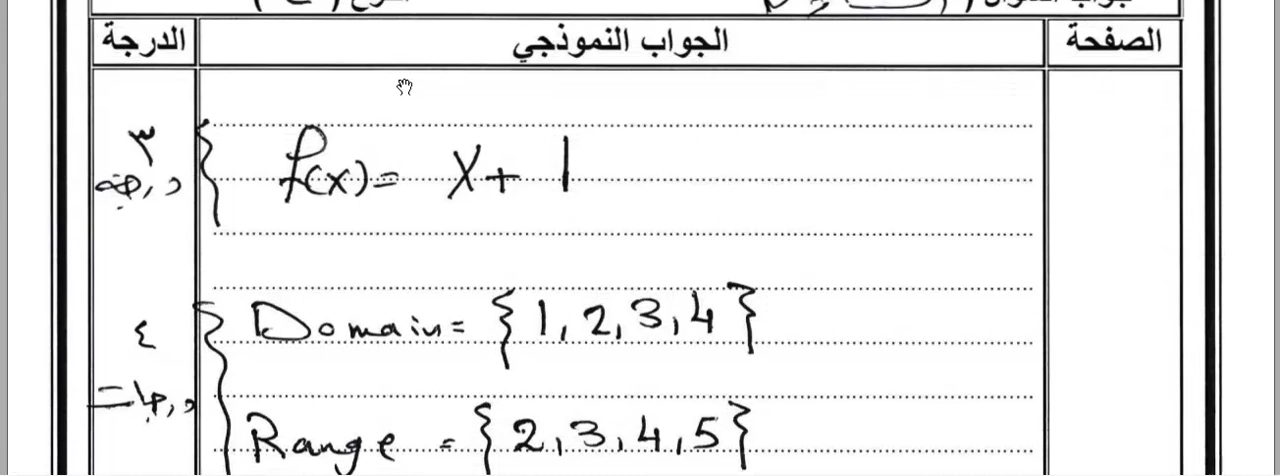 الصفحة الجواب النموذجي الدرجة
f(x) = x + 1
٣
درجة
Domain = {1, 2, 3, 4}
٤
درجات
Range = {2, 3, 4, 5}